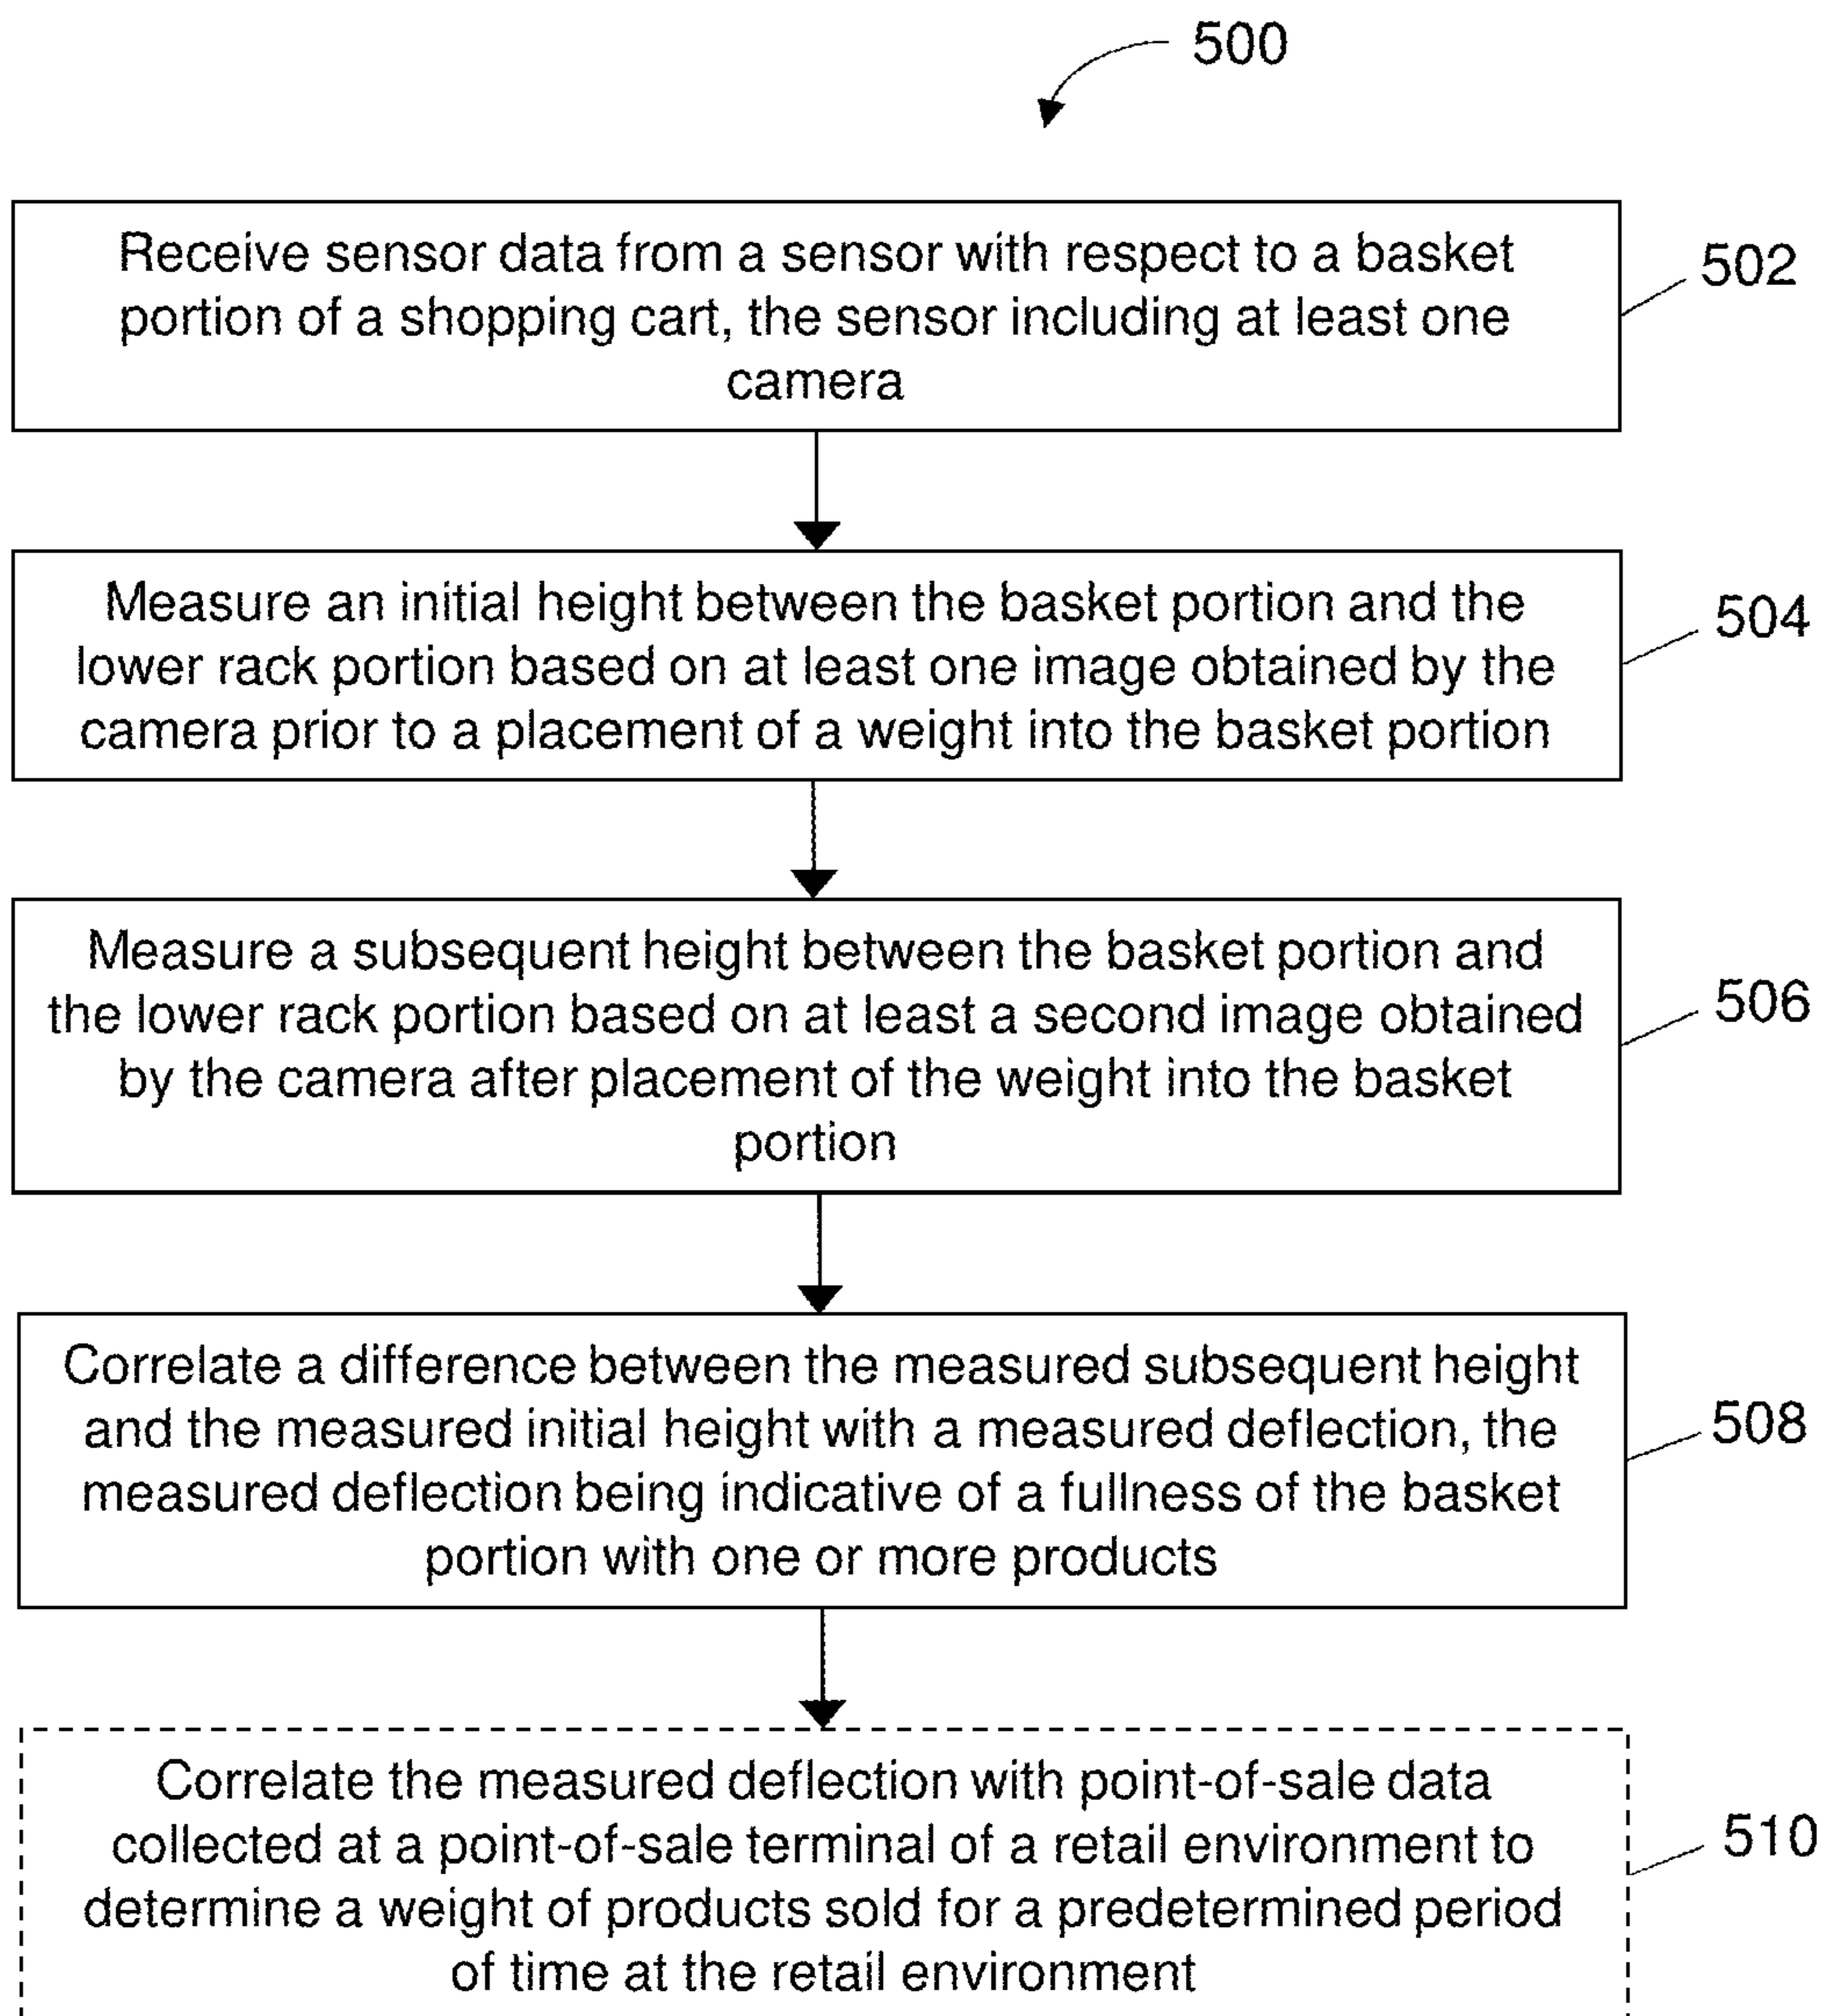 500
Receive sensor data from a sensor with respect to a basket
portion of a shopping cart, the sensor including at least one
camera
502
Measure an initial height between the basket portion and the
lower rack portion based on at least one image obtained by the
camera prior to a placement of a weight into the basket portion
504
Measure a subsequent height between the basket portion and
the lower rack portion based on at least a second image obtained
by the camera after placement of the weight into the basket
portion
506
Correlate a difference between the measured subsequent height
and the measured initial height with a measured deflection, the
measured deflection being indicative of a fullness of the basket
portion with one or more products
508
Correlate the measured deflection with point-of-sale data
collected at a point-of-sale terminal of a retail environment to
determine a weight of products sold for a predetermined period
of time at the retail environment
510